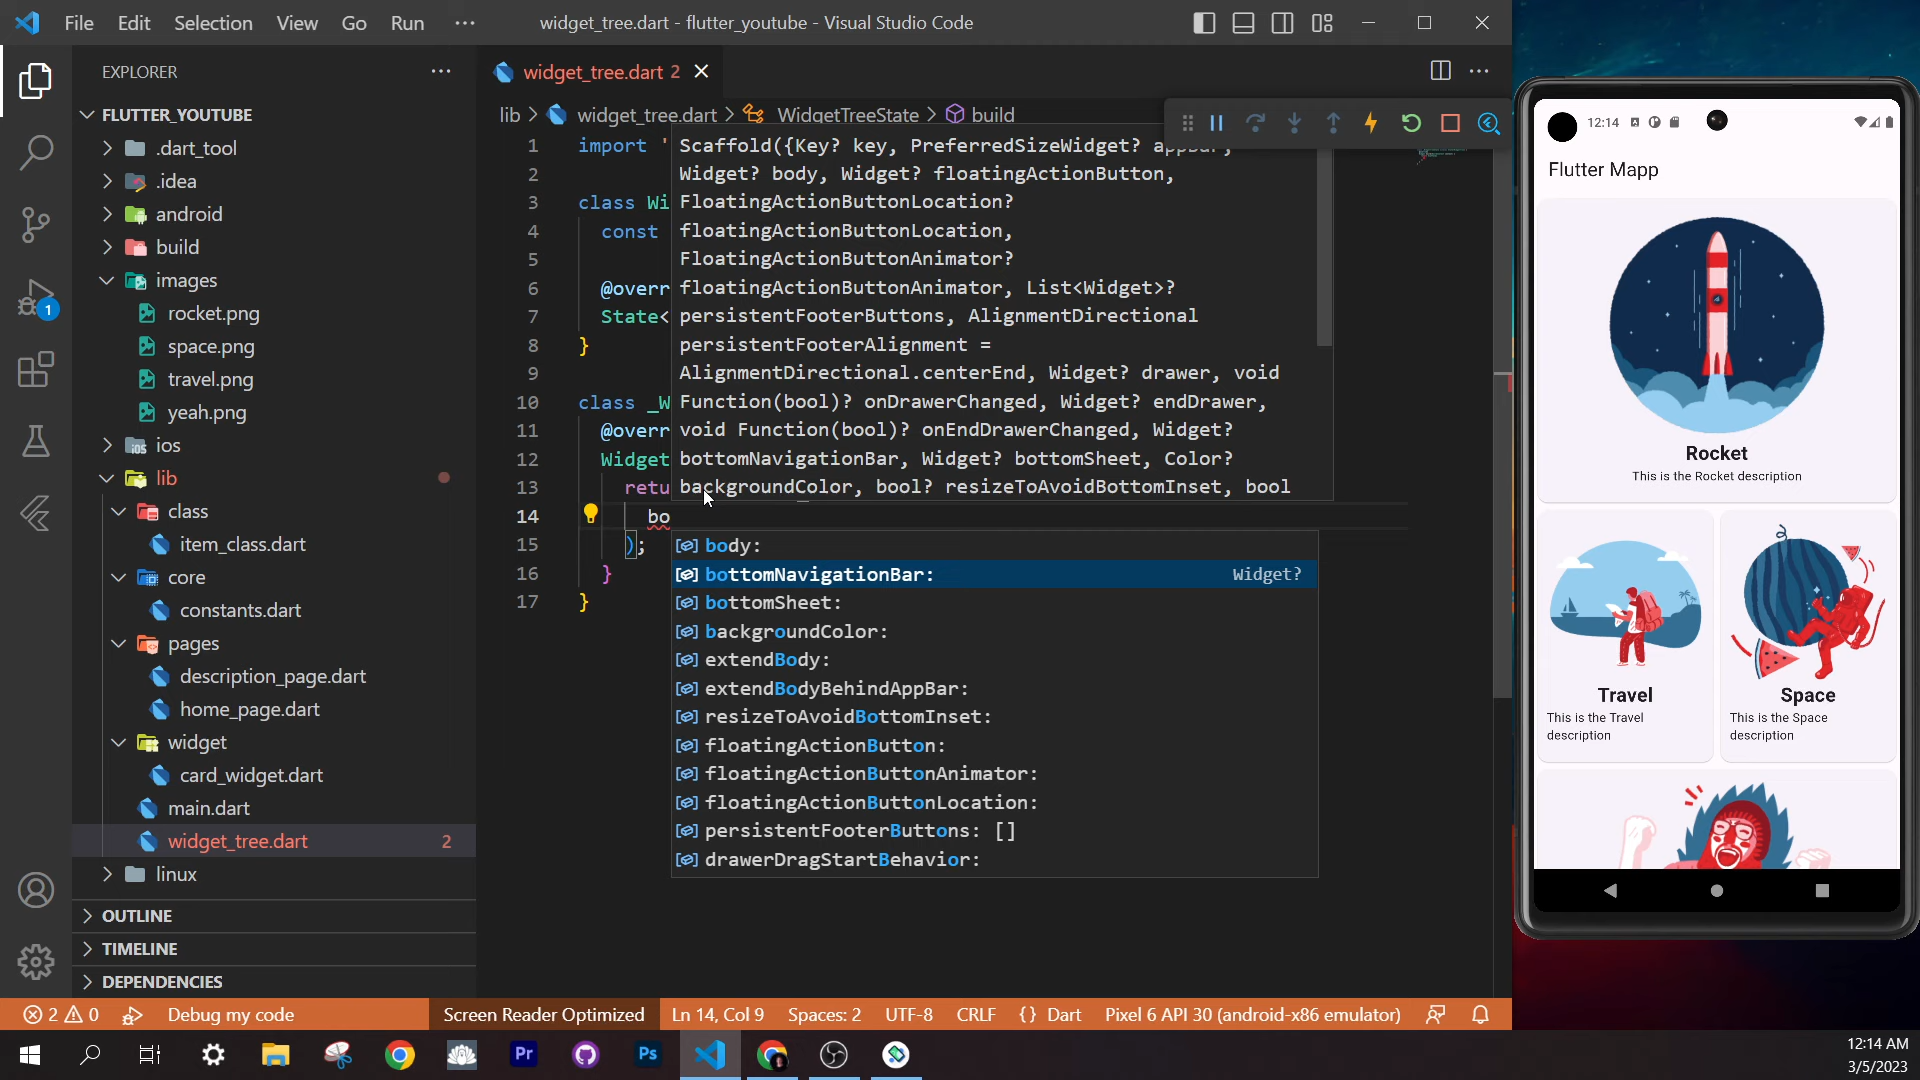 File Edit Selection View Go Run ··· widget_tree.dart - flutter_youtube - Visual Studio Code
EXPLORER ···
FLUTTER_YOUTUBE
.dart_tool
.idea
android
build
images
rocket.png
space.png
travel.png
yeah.png
ios
lib
class
item_class.dart
core
constants.dart
pages
description_page.dart
home_page.dart
widget
card_widget.dart
main.dart
widget_tree.dart 2
linux
OUTLINE
TIMELINE
DEPENDENCIES
1
widget_tree.dart 2
lib > widget_tree.dart > _WidgetTreeState > build
1 import '
2
3 class Wi
4 const
5
6 @overr
7 State<
8 }
9
10 class _W
11 @overr
12 Widget
13 retu
14 bo
15 );
16 }
17 }
Scaffold({Key? key, PreferredSizeWidget? appBar,
Widget? body, Widget? floatingActionButton,
FloatingActionButtonLocation?
floatingActionButtonLocation,
FloatingActionButtonAnimator?
floatingActionButtonAnimator, List<Widget>?
persistentFooterButtons, AlignmentDirectional
persistentFooterAlignment =
AlignmentDirectional.centerEnd, Widget? drawer, void
Function(bool)? onDrawerChanged, Widget? endDrawer,
void Function(bool)? onEndDrawerChanged, Widget?
bottomNavigationBar, Widget? bottomSheet, Color?
backgroundColor, bool? resizeToAvoidBottomInset, bool
body:
bottomNavigationBar: Widget?
bottomSheet:
backgroundColor:
extendBody:
extendBodyBehindAppBar:
resizeToAvoidBottomInset:
floatingActionButton:
floatingActionButtonAnimator:
floatingActionButtonLocation:
persistentFooterButtons: []
drawerDragStartBehavior:
12:14
Flutter Mapp
Rocket
This is the Rocket description
Travel
This is the Travel
description
Space
This is the Space
description
2 0 Debug my code Screen Reader Optimized Ln 14, Col 9 Spaces: 2 UTF-8 CRLF {} Dart Pixel 6 API 30 (android-x86 emulator)
Pr
Ps
12:14 AM
3/5/2023